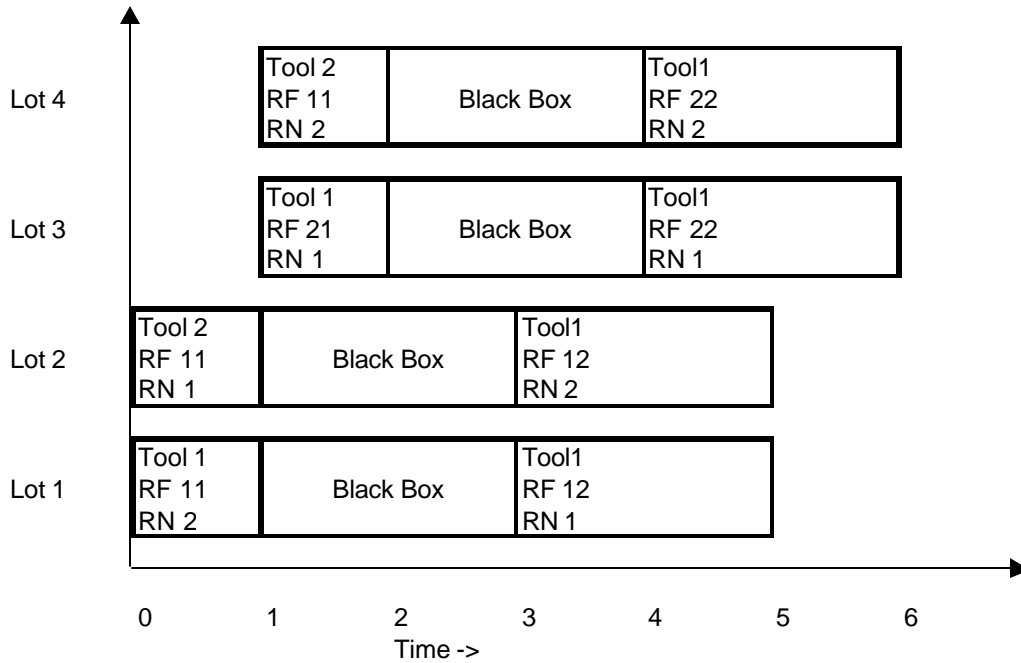 Lot 4
Tool 2
RF 11
RN 2
Black Box
Tool1
RF 22
RN 2
Lot 3
Tool 1
RF 21
RN 1
Black Box
Tool1
RF 22
RN 1
Lot 2
Tool 2
RF 11
RN 1
Black Box
Tool1
RF 12
RN 2
Lot 1
Tool 1
RF 11
RN 2
Black Box
Tool1
RF 12
RN 1
0 1 2 3 4 5 6
Time ->